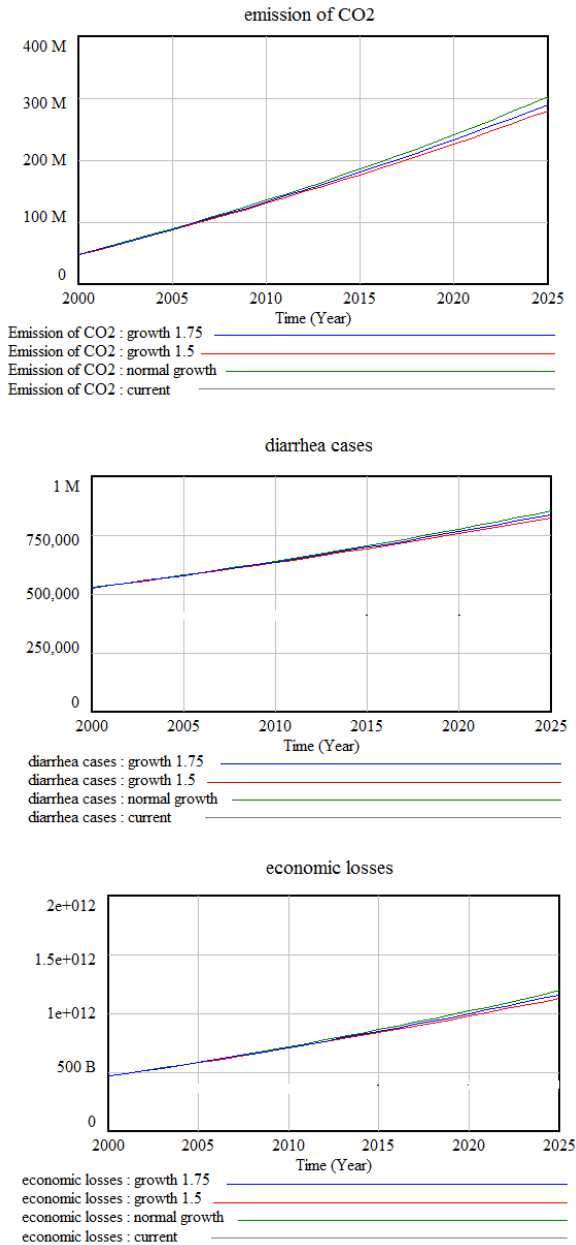 emission of CO2
400 M
300 M
200 M
100 M
0
2000 2005 2010 2015 2020 2025
Time (Year)
Emission of CO2 : growth 1.75
Emission of CO2 : growth 1.5
Emission of CO2 : normal growth
Emission of CO2 : current
diarrhea cases
1 M
750,000
500,000
250,000
0
2000 2005 2010 2015 2020 2025
Time (Year)
diarrhea cases : growth 1.75
diarrhea cases : growth 1.5
diarrhea cases : normal growth
diarrhea cases : current
economic losses
2e+012
1.5e+012
1e+012
500 B
0
2000 2005 2010 2015 2020 2025
Time (Year)
economic losses : growth 1.75
economic losses : growth 1.5
economic losses : normal growth
economic losses : current